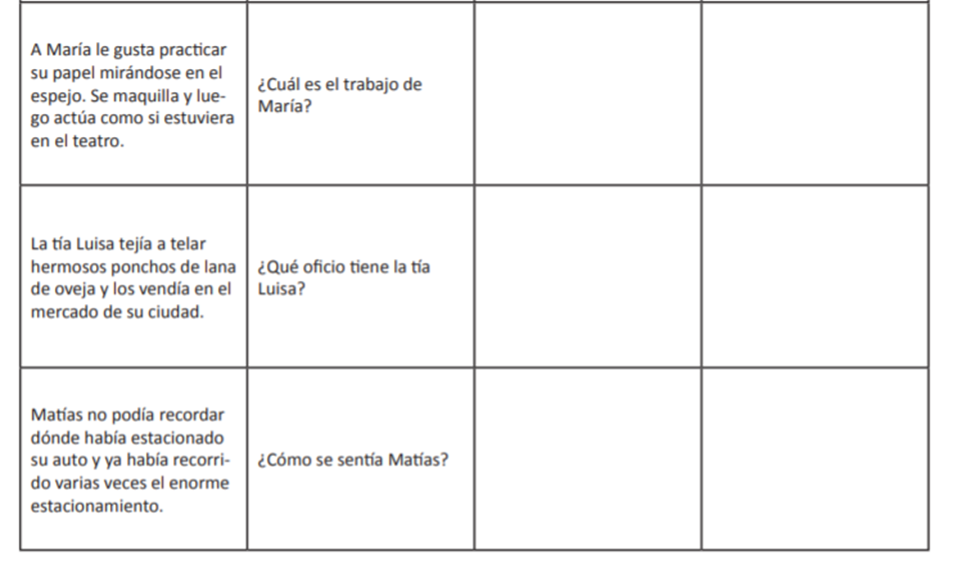 A María le gusta practicar
su papel mirándose en el
espejo. Se maquilla y lue-
go actúa como si estuviera
en el teatro.
¿Cuál es el trabajo de
María?
La tía Luisa tejía a telar
hermosos ponchos de lana
de oveja y los vendía en el
mercado de su ciudad.
¿Qué oficio tiene la tía
Luisa?
Matías no podía recordar
dónde había estacionado
su auto y ya había recorri-
do varias veces el enorme
estacionamiento.
¿Cómo se sentía Matías?